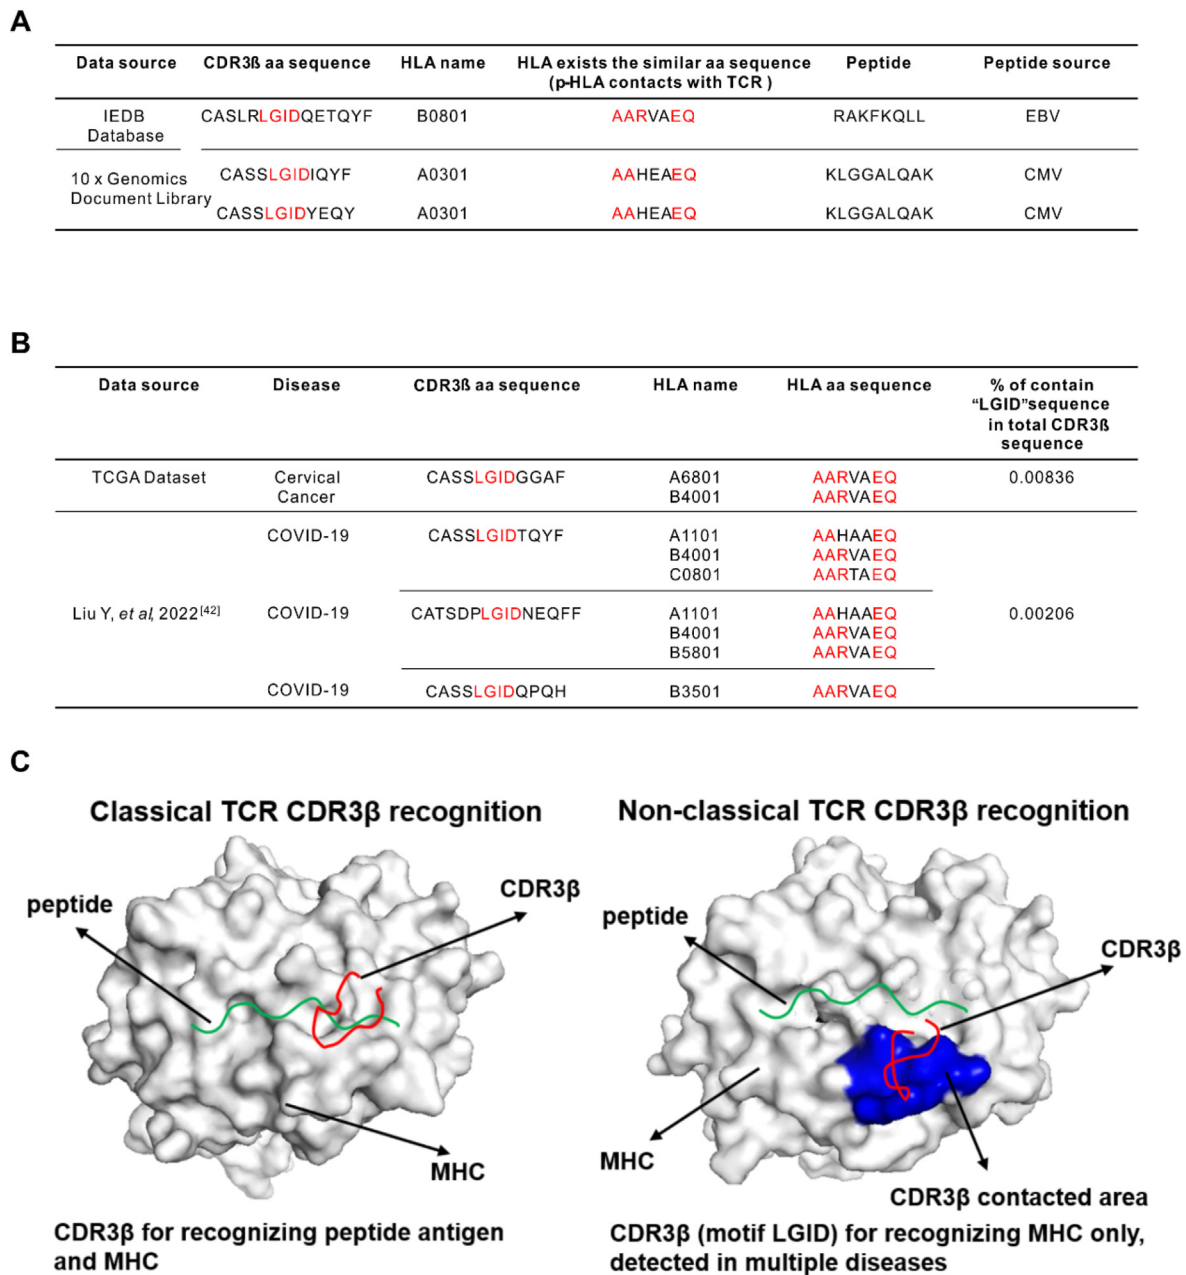 A
Data source CDR3ß aa sequence HLA name HLA exists the similar aa sequence Peptide Peptide source
(p-HLA contacts with TCR )
IEDB CASLRLGIDQETQYF B0801 AARVAEQ RAKFKQLL EBV
Database
10 x Genomics CASSLGIDIQYF A0301 AAHEAEQ KLGGALQAK CMV
Document Library
CASSLGIDYEQY A0301 AAHEAEQ KLGGALQAK CMV
B
Data source Disease CDR3ß aa sequence HLA name HLA aa sequence % of contain
“LGID”sequence
in total CDR3ß
sequence
TCGA Dataset Cervical CASSLGIDGGAF A6801 AARVAEQ 0.00836
Cancer B4001 AARVAEQ
COVID-19 CASSLGIDTQYF A1101 AAHAAEQ
B4001 AARVAEQ
C0801 AARTAEQ
Liu Y, et al, 2022[42] COVID-19 CATSDPLGIDNEQFF A1101 AAHAAEQ 0.00206
B4001 AARVAEQ
B5801 AARVAEQ
COVID-19 CASSLGIDQPQH B3501 AARVAEQ
C
Classical TCR CDR3β recognition
peptide
CDR3β
MHC
CDR3β for recognizing peptide antigen
and MHC
Non-classical TCR CDR3β recognition
peptide
CDR3β
MHC
CDR3β contacted area
CDR3β (motif LGID) for recognizing MHC only,
detected in multiple diseases